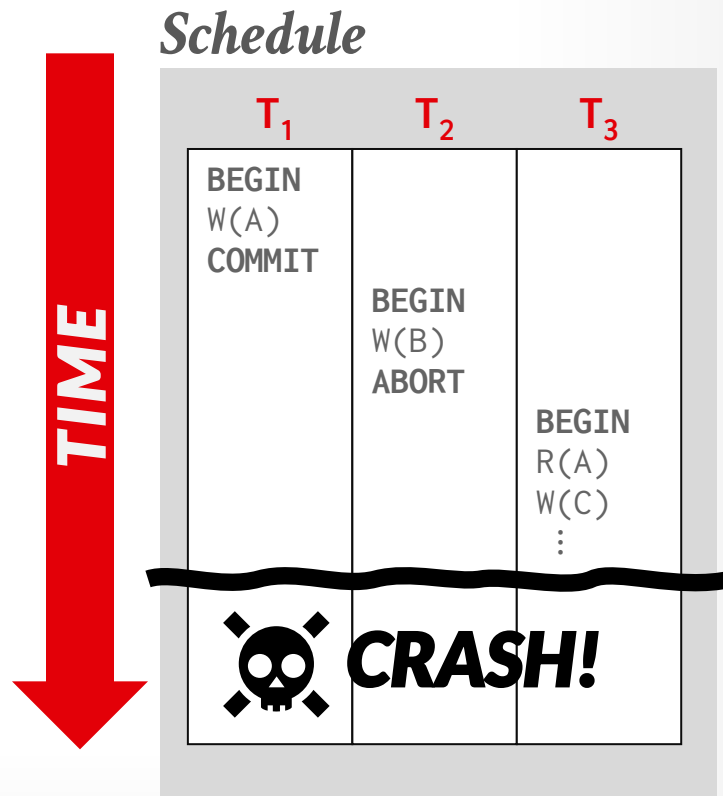 Schedule
TIME
T1 T2 T3
BEGIN
W(A)
COMMIT
BEGIN
W(B)
ABORT
BEGIN
R(A)
W(C)
⋮
CRASH!